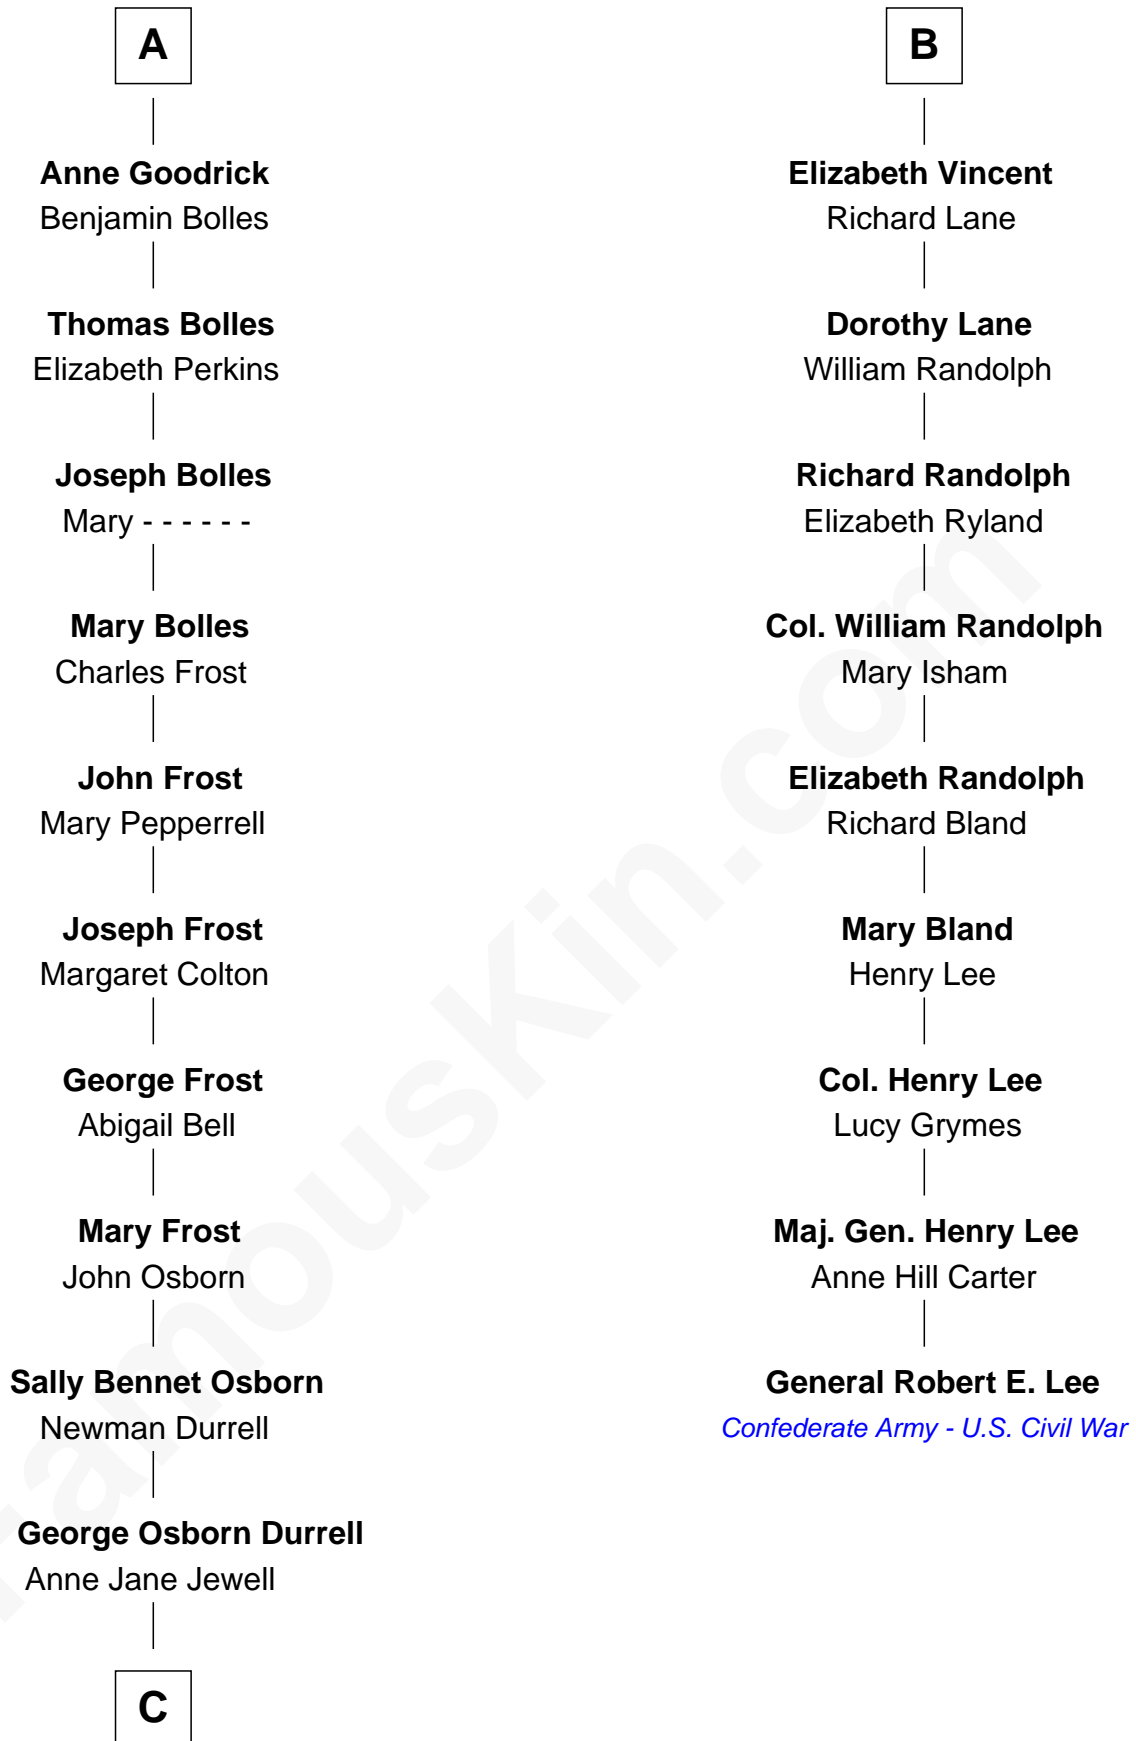 A
Anne Goodrick
Benjamin Bolles
Thomas Bolles
Elizabeth Perkins
Joseph Bolles
Mary - - - - - -
Mary Bolles
Charles Frost
John Frost
Mary Pepperrell
Joseph Frost
Margaret Colton
George Frost
Abigail Bell
Mary Frost
John Osborn
Sally Bennet Osborn
Newman Durrell
George Osborn Durrell
Anne Jane Jewell
C
B
Elizabeth Vincent
Richard Lane
Dorothy Lane
William Randolph
Richard Randolph
Elizabeth Ryland
Col. William Randolph
Mary Isham
Elizabeth Randolph
Richard Bland
Mary Bland
Henry Lee
Col. Henry Lee
Lucy Grymes
Maj. Gen. Henry Lee
Anne Hill Carter
General Robert E. Lee
Confederate Army - U.S. Civil War
FamousKin.com